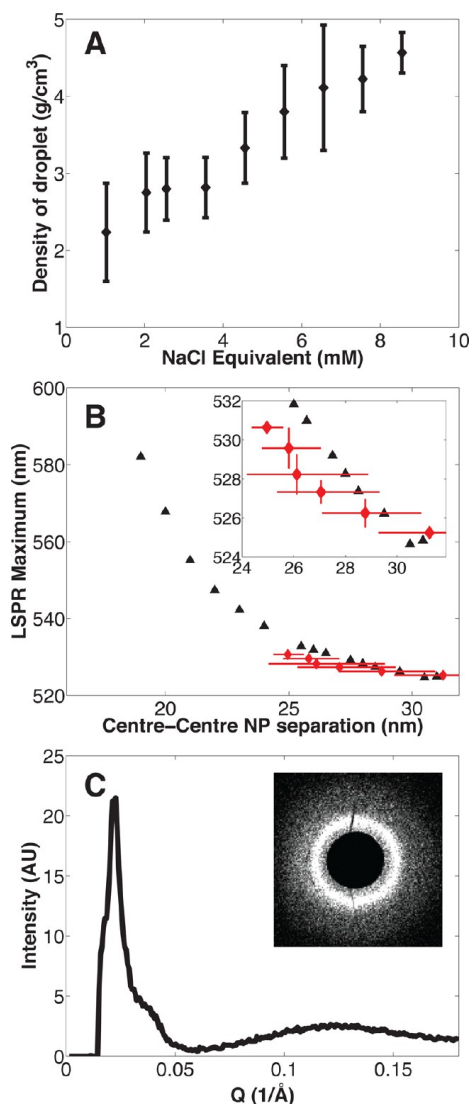 A
Density of droplet (g/cm³)
5
4
3
2
1
0 2 4 6 8 10
NaCl Equivalent (mM)
B
LSPR Maximum (nm)
600
580
560
540
520
532
530
528
526
524
24 26 28 30
20 25 30
Centre–Centre NP separation (nm)
C
Intensity (AU)
25
20
15
10
5
0
0 0.05 0.1 0.15
Q (1/Å)